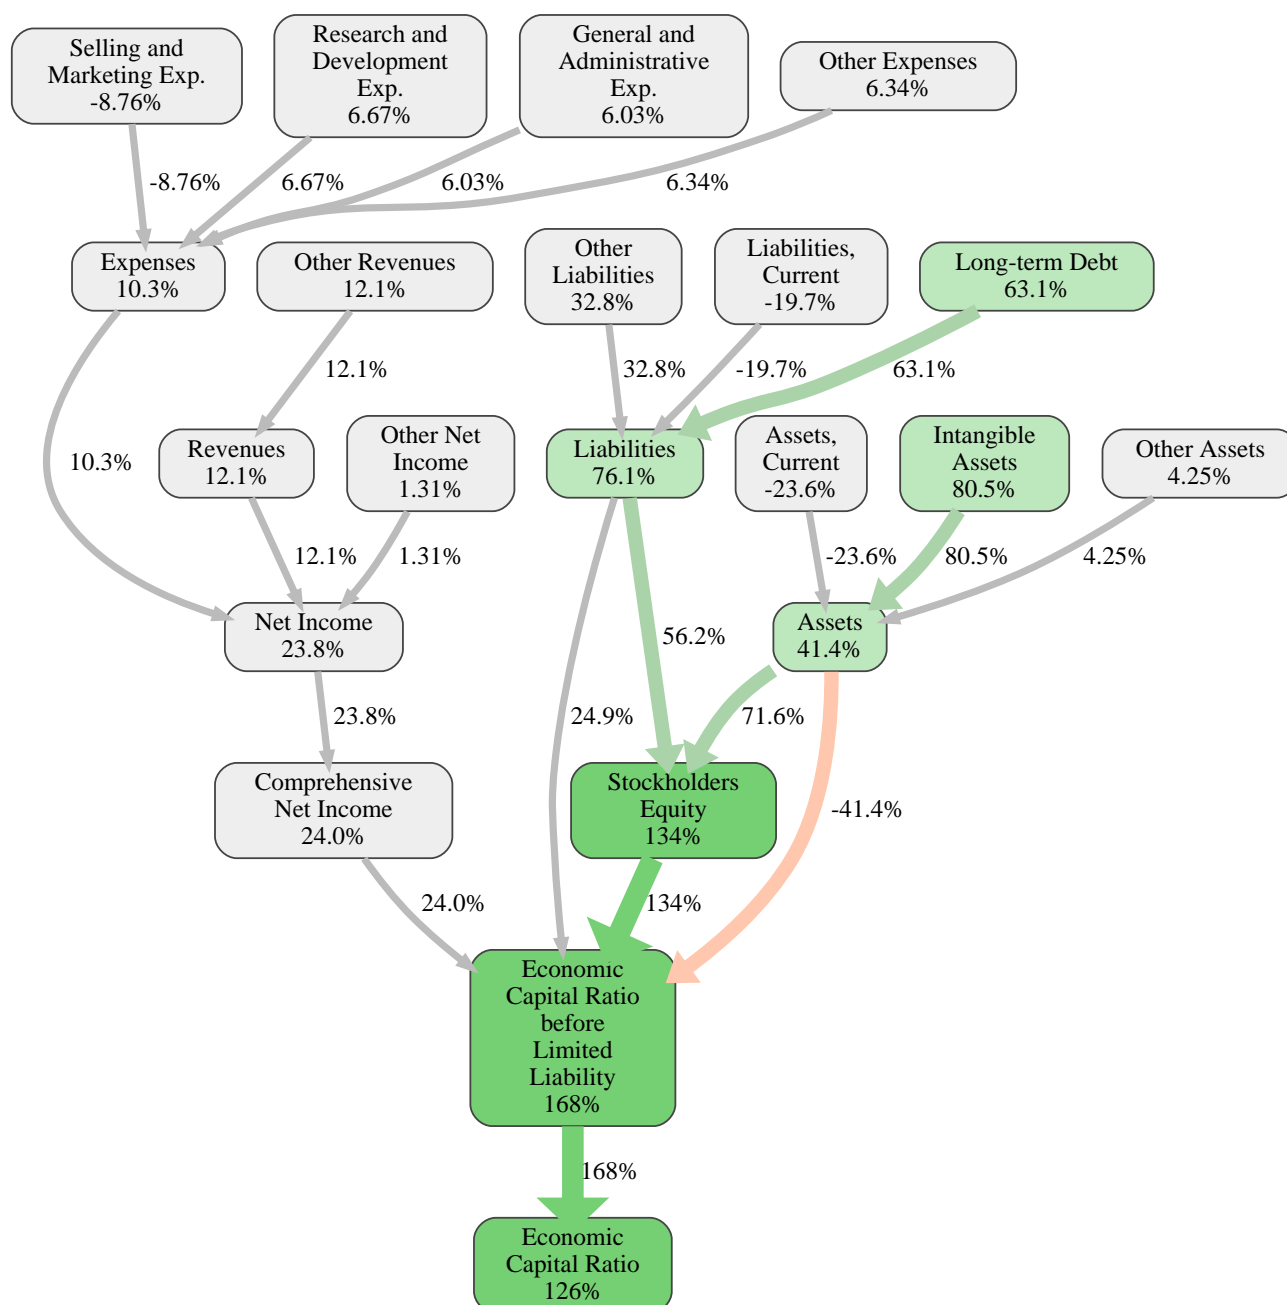 Selling and
Marketing Exp.
-8.76%
Research and
Development
Exp.
6.67%
General and
Administrative
Exp.
6.03%
Other Expenses
6.34%
-8.76%
6.67%
6.03%
6.34%
Expenses
10.3%
Other Revenues
12.1%
Other
Liabilities
32.8%
Liabilities,
Current
-19.7%
Long-term Debt
63.1%
12.1%
32.8%
-19.7%
63.1%
10.3%
Revenues
12.1%
Other Net
Income
1.31%
Liabilities
76.1%
Assets,
Current
-23.6%
Intangible
Assets
80.5%
Other Assets
4.25%
12.1%
1.31%
-23.6%
80.5%
4.25%
Net Income
23.8%
56.2%
Assets
41.4%
23.8%
24.9%
71.6%
Comprehensive
Net Income
24.0%
Stockholders
Equity
134%
-41.4%
24.0%
134%
Economic
Capital Ratio
before
Limited
Liability
168%
168%
Economic
Capital Ratio
126%